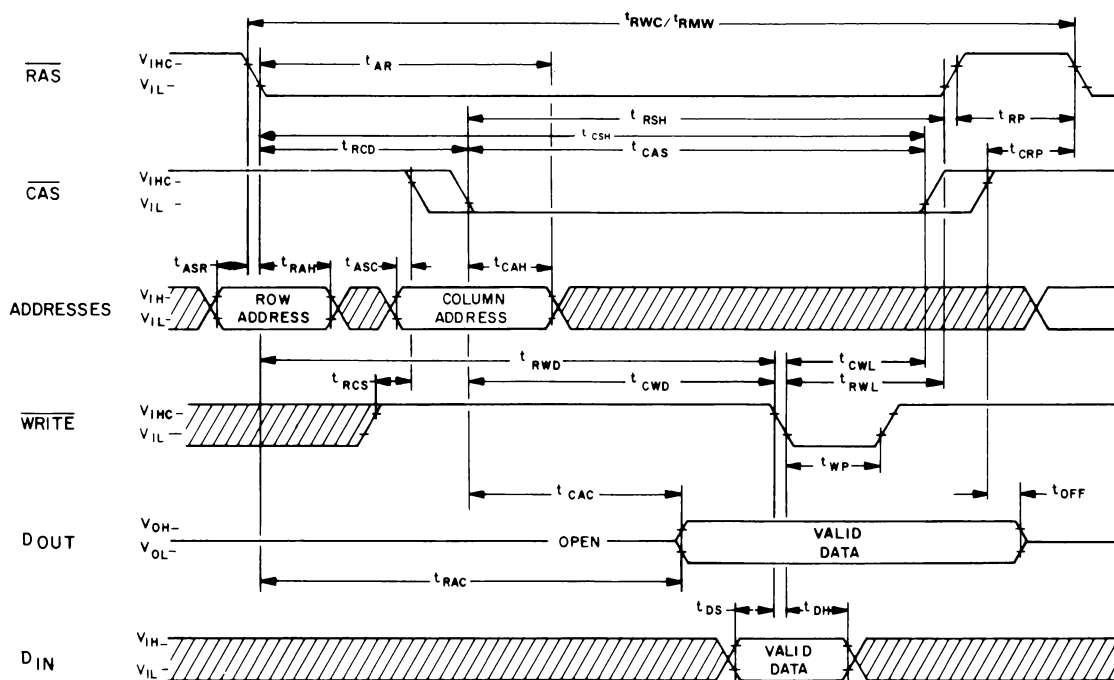 tRWC/tRMW
RAS
VIHC-
VIL-
tAR
tRSH
tRP
tCSH
tRCD
tCAS
tCRP
CAS
VIHC-
VIL-
tASR
tRAH
tASC
tCAH
ADDRESSES
VIH-
VIL-
ROW ADDRESS
COLUMN ADDRESS
tRWD
tCWL
tRCS
tCWD
tRWL
WRITE
VIHC-
VIL-
tWP
tCAC
tOFF
DOUT
VOH-
VOL-
OPEN
VALID DATA
tRAC
tDS
tDH
DIN
VIH-
VIL-
VALID DATA